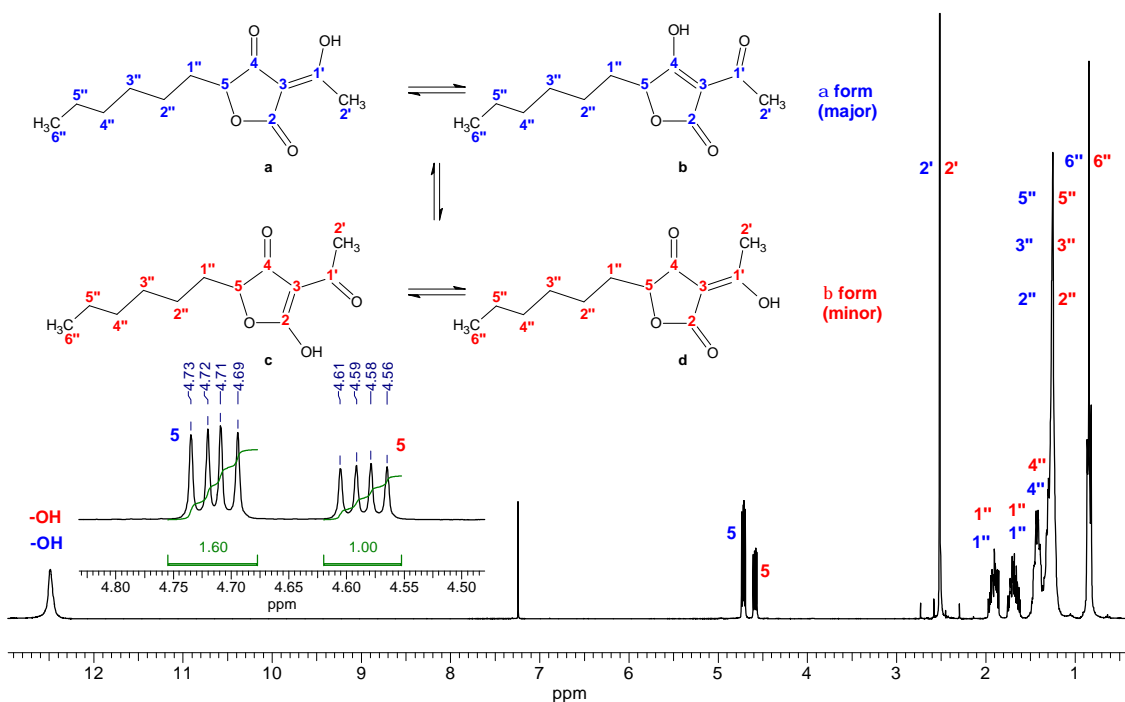 O OH
4
1'' 1'
3'' 5 3
5'' CH3
O 2 2'
H3C 4'' 2''
6'' O
a
OH O
4
1'' 1'
3'' 5 3
5'' CH3
O 2 2'
H3C 4'' 2''
6'' O
b
a form
(major)
2'
O CH3
4
1'' 1'
3'' 5 3
5'' O
O 2
H3C 4'' 2''
6'' OH
c
2'
O CH3
4
1'' 1'
3'' 5 3
5'' OH
O 2
H3C 4'' 2''
6'' O
d
b form
(minor)
4.73
4.72
4.71
4.69
4.61
4.59
4.58
4.56
5
5
1.60
1.00
4.80 4.75 4.70 4.65 4.60 4.55 4.50
ppm
-OH
-OH
5
5
2' 2'
1'' 1''
1'' 1''
4''
4''
6'' 6''
5'' 5''
3'' 3''
2'' 2''
12 11 10 9 8 7 6 5 4 3 2 1
ppm